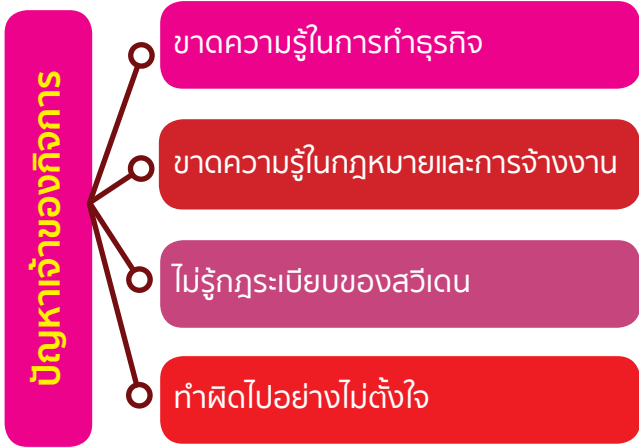 ปัญหาเจ้าของกิจการ
ขาดความรู้ในการทำธุรกิจ
ขาดความรู้ในกฎหมายและการจ้างงาน
ไม่รู้กฎระเบียบของสวีเดน
ทำผิดไปอย่างไม่ตั้งใจ